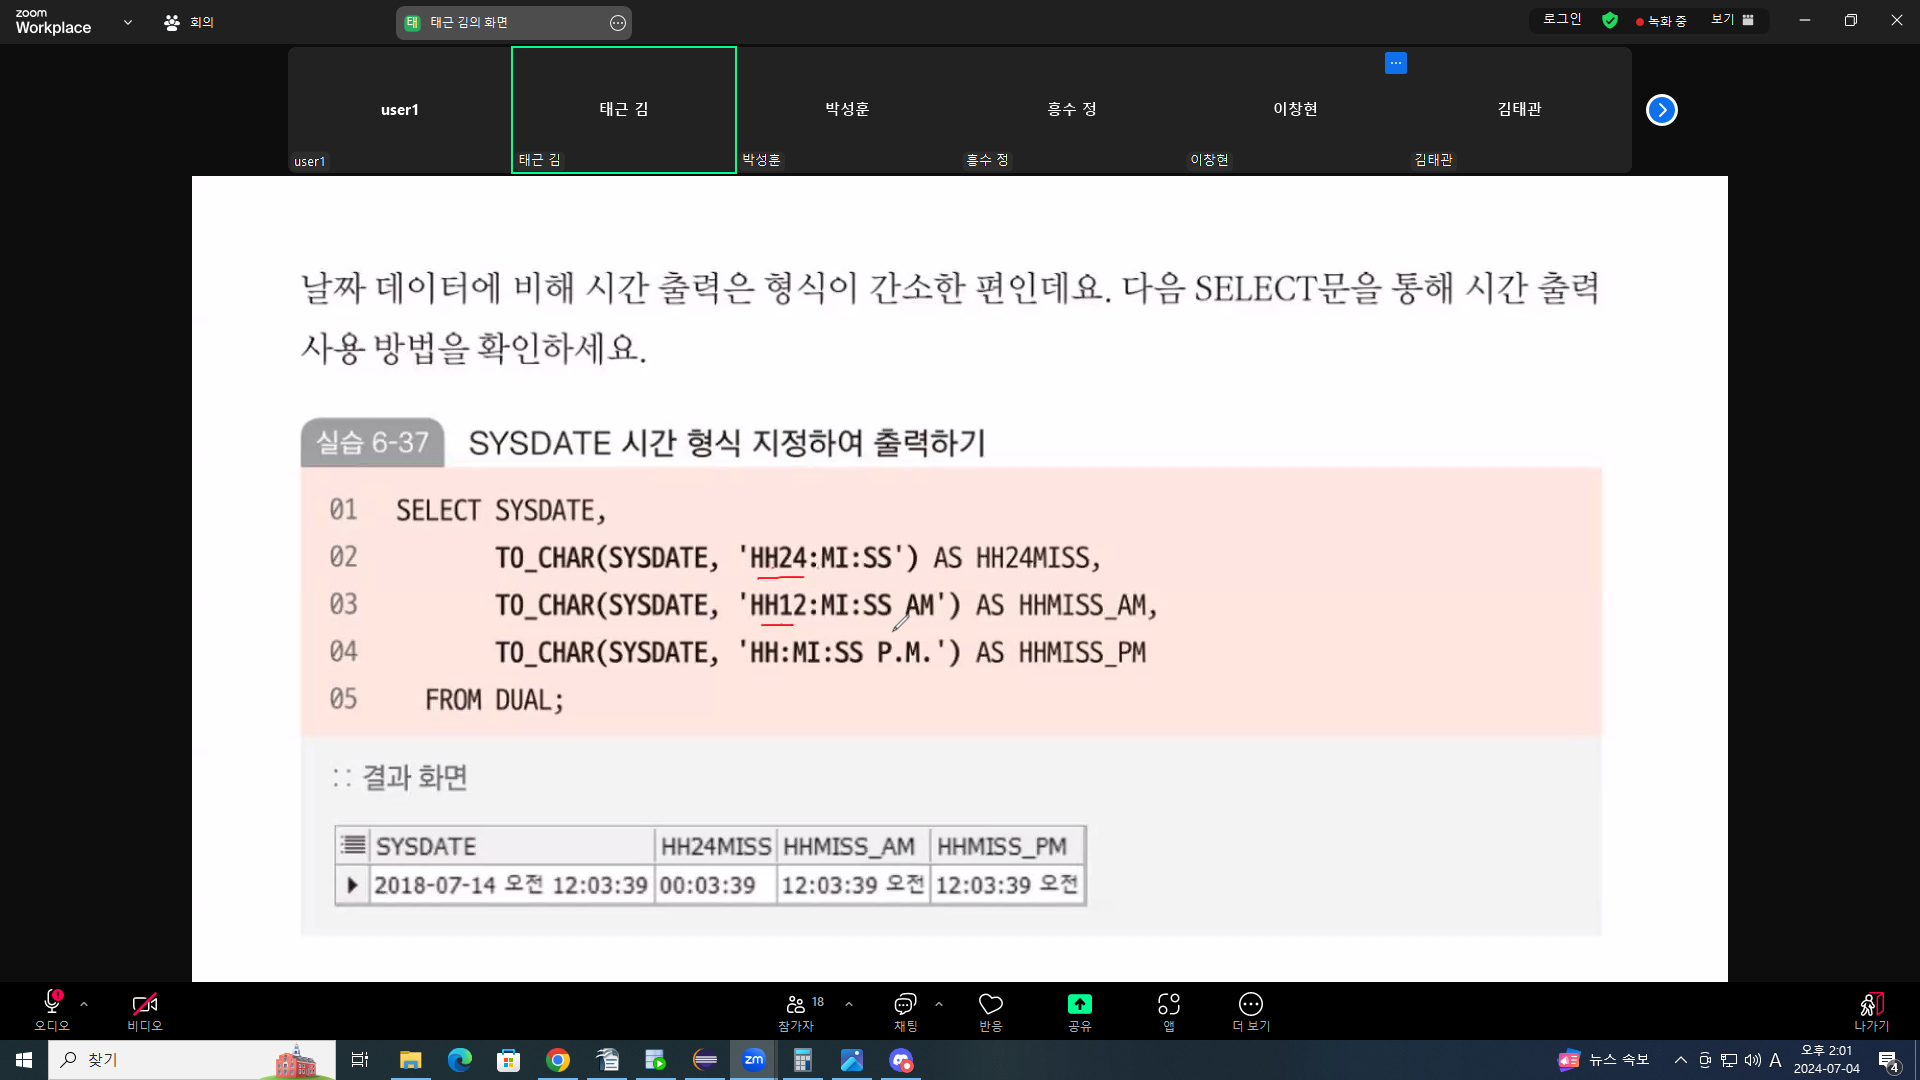 zoom
Workplace
회의
태
태근 김의 화면
로그인
녹화 중
보기
user1
태근 김
박성훈
흥수 정
이창현
김태관
user1
태근 김
박성훈
흥수 정
이창현
김태관
날짜 데이터에 비해 시간 출력은 형식이 간소한 편인데요. 다음 SELECT문을 통해 시간 출력
사용 방법을 확인하세요.
실습 6-37 SYSDATE 시간 형식 지정하여 출력하기
01 SELECT SYSDATE,
02 TO_CHAR(SYSDATE, 'HH24:MI:SS') AS HH24MISS,
03 TO_CHAR(SYSDATE, 'HH12:MI:SS AM') AS HHMISS_AM,
04 TO_CHAR(SYSDATE, 'HH:MI:SS P.M.') AS HHMISS_PM
05 FROM DUAL;
:: 결과 화면
SYSDATE HH24MISS HHMISS_AM HHMISS_PM
2018-07-14 오전 12:03:39 00:03:39 12:03:39 오전 12:03:39 오전
오디오
비디오
18
참가자
채팅
반응
공유
앱
더 보기
나가기
찾기
zm
뉴스 속보
A
오후 2:01
2024-07-04
4